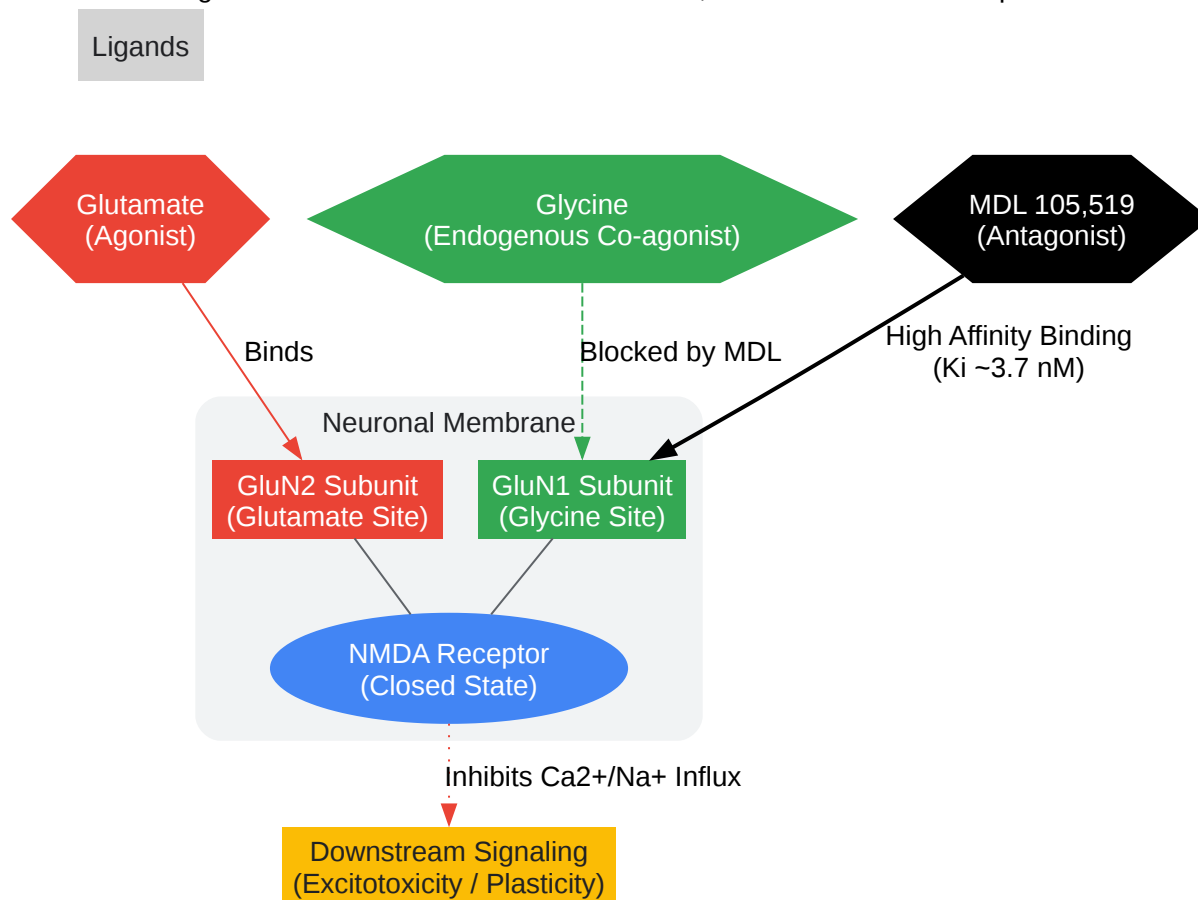 Ligands
Glutamate
(Agonist)
Glycine
(Endogenous Co-agonist)
MDL 105,519
(Antagonist)
Binds
Blocked by MDL
High Affinity Binding
(Ki ~3.7 nM)
Neuronal Membrane
GluN2 Subunit
(Glutamate Site)
GluN1 Subunit
(Glycine Site)
NMDA Receptor
(Closed State)
Inhibits Ca2+/Na+ Influx
Downstream Signaling
(Excitotoxicity / Plasticity)